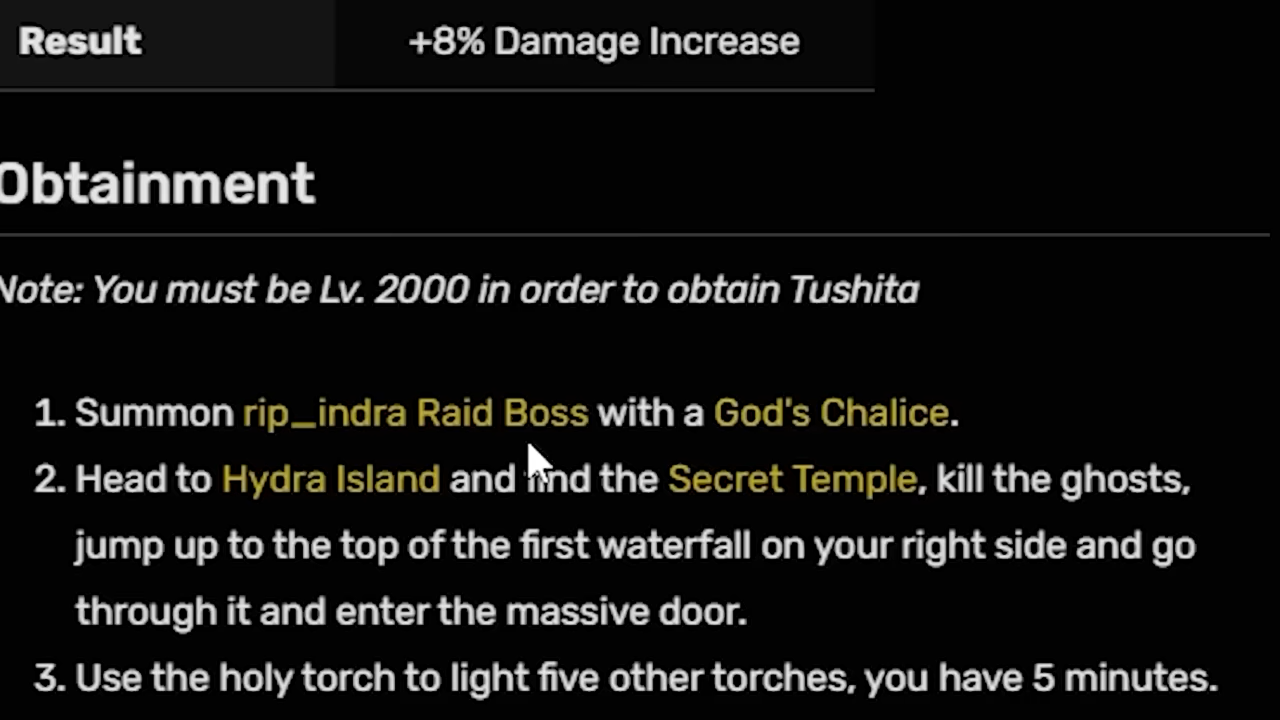 Result +8% Damage Increase
Obtainment
Note: You must be Lv. 2000 in order to obtain Tushita
1. Summon rip_indra Raid Boss with a God's Chalice.
2. Head to Hydra Island and find the Secret Temple, kill the ghosts,
jump up to the top of the first waterfall on your right side and go
through it and enter the massive door.
3. Use the holy torch to light five other torches, you have 5 minutes.